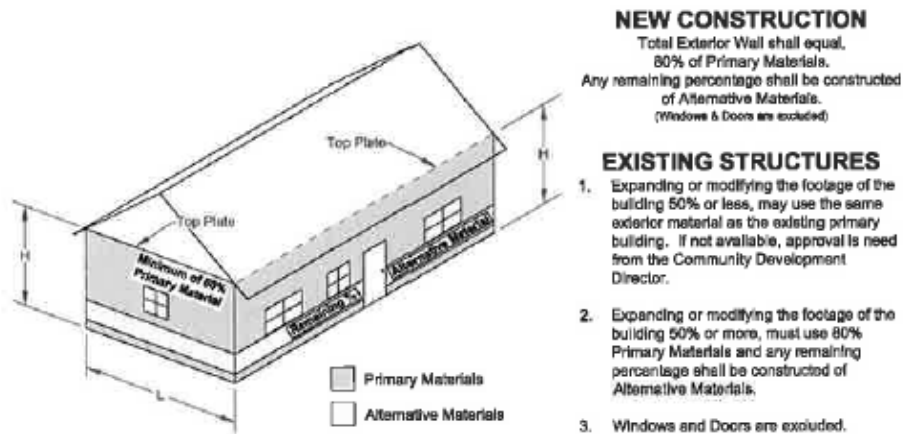 NEW CONSTRUCTION
Total Exterior Wall shall equal,
80% of Primary Materials.
Any remaining percentage shall be constructed
of Alternative Materials.
(Windows & Doors are excluded)
EXISTING STRUCTURES
1. Expanding or modifying the footage of the
building 50% or less, may use the same
exterior material as the existing primary
building. If not available, approval is need
from the Community Development
Director.
2. Expanding or modifying the footage of the
building 50% or more, must use 80%
Primary Materials and any remaining
percentage shall be constructed of
Alternative Materials.
3. Windows and Doors are excluded.
Top Plate
H
Top Plate
H
Minimum of 80%
Primary Material
Remaining %
Alternative Material
L
Primary Materials
Alternative Materials